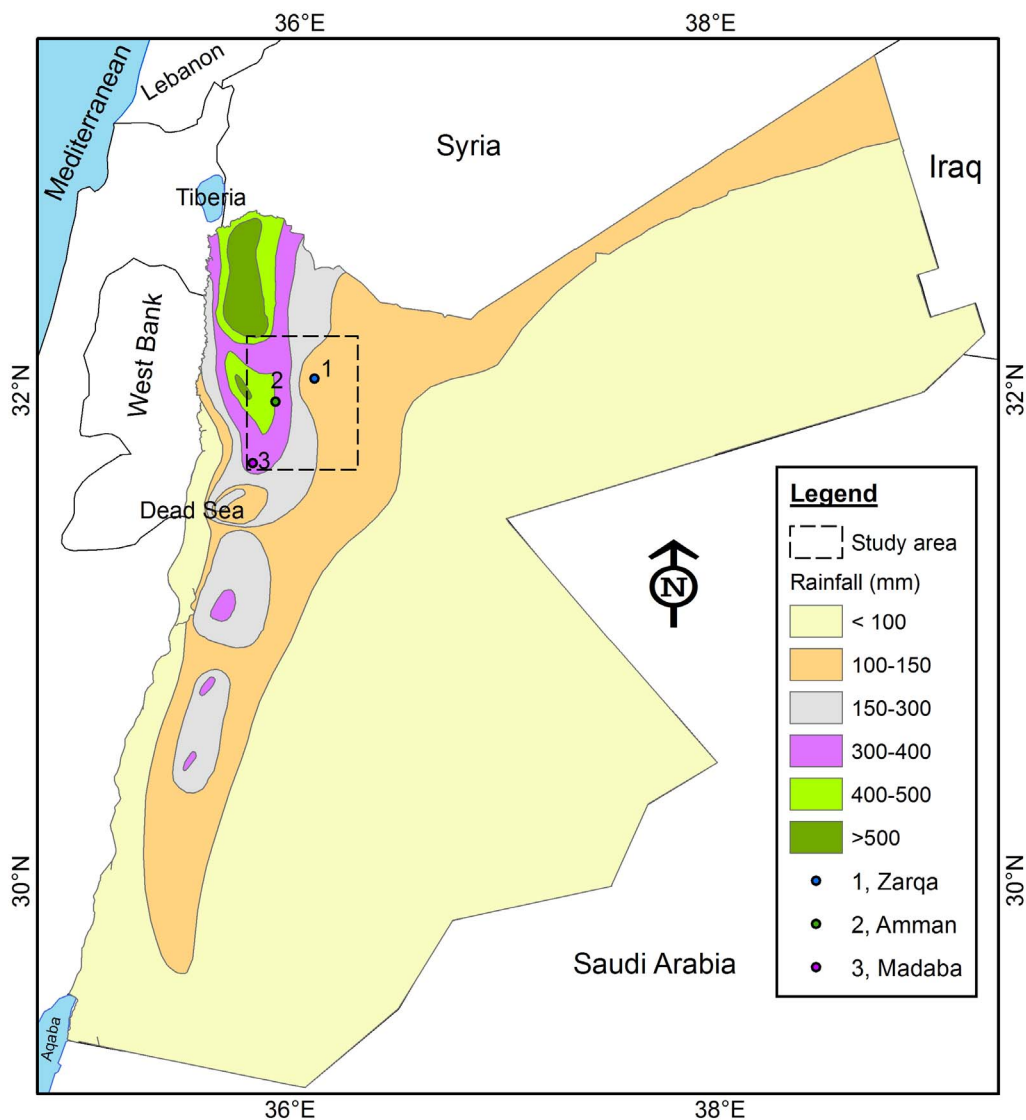 36°E
38°E
Mediterranean
Lebanon
Syria
Iraq
Tiberia
West Bank
32°N
32°N
1
2
3
Dead Sea
N
Legend
Study area
Rainfall (mm)
< 100
100-150
150-300
300-400
400-500
>500
1, Zarqa
2, Amman
3, Madaba
30°N
30°N
Saudi Arabia
Aqaba
36°E
38°E